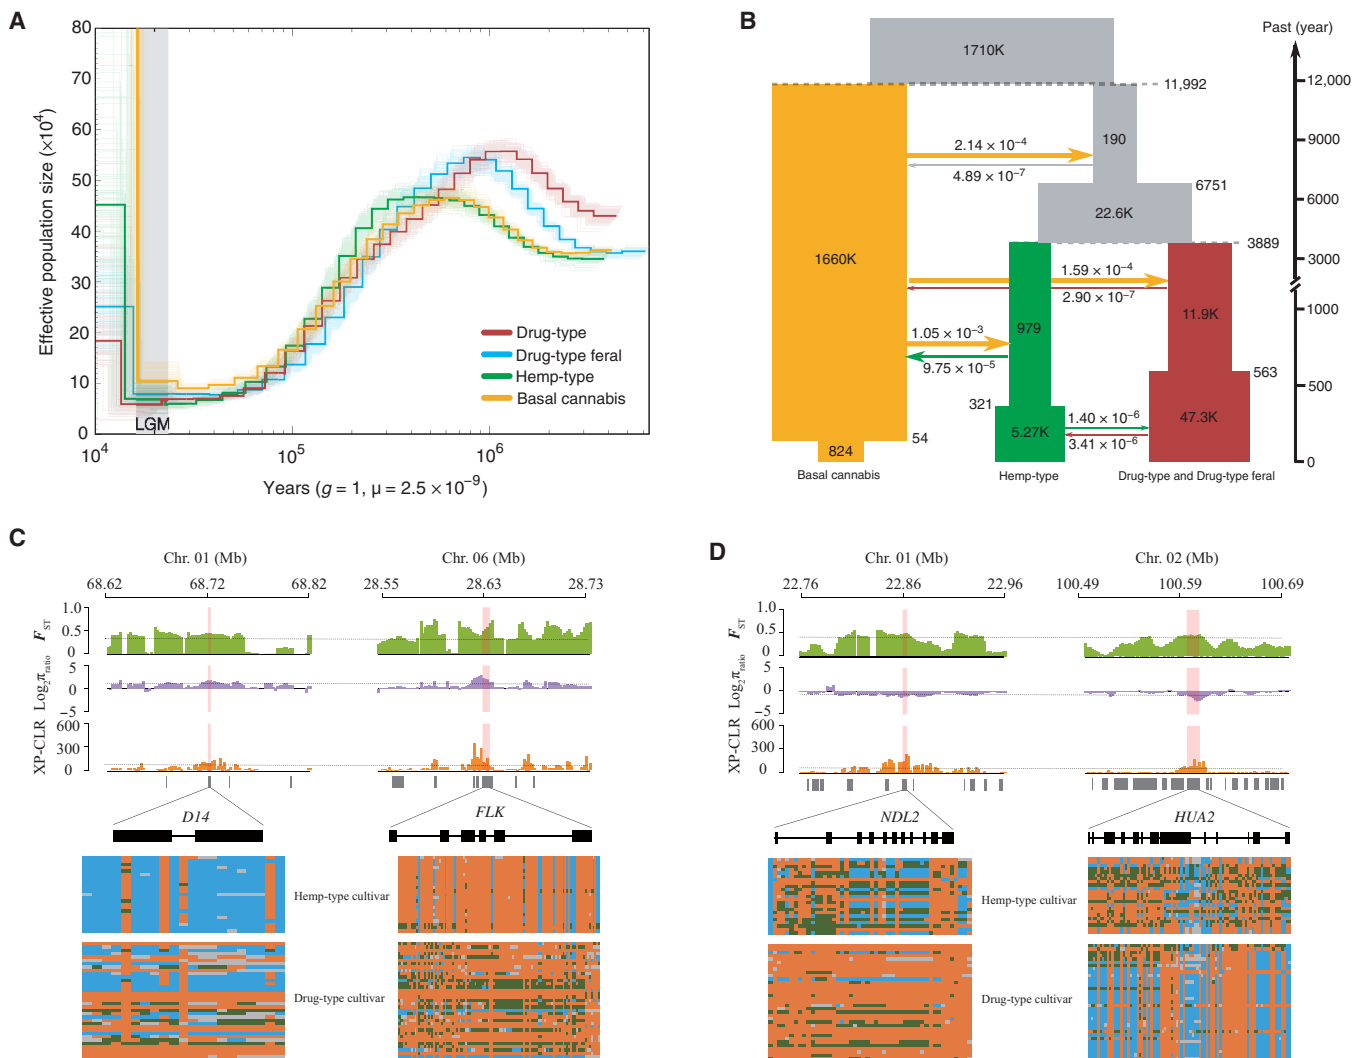 A
Effective population size (×10⁴)
80
70
60
50
40
30
20
10
0
LGM
Drug-type
Drug-type feral
Hemp-type
Basal cannabis
10⁴
10⁵
10⁶
Years (g = 1, μ = 2.5 × 10⁻⁹)
B
Past (year)
1710K
11,992
12,000
190
2.14 × 10⁻⁴
4.89 × 10⁻⁷
9000
6751
6000
22.6K
3889
3000
1660K
1.59 × 10⁻⁴
2.90 × 10⁻⁷
1000
11.9K
979
1.05 × 10⁻³
9.75 × 10⁻⁵
563
500
321
5.27K
1.40 × 10⁻⁶
3.41 × 10⁻⁶
47.3K
54
824
0
Basal cannabis
Hemp-type
Drug-type and Drug-type feral
C
Chr. 01 (Mb)
68.62
68.72
68.82
Chr. 06 (Mb)
28.55
28.63
28.73
F_ST
1.0
0.5
0
Log₂π_ratio
5
0
−5
XP-CLR
600
300
0
D14
FLK
Hemp-type cultivar
Drug-type cultivar
D
Chr. 01 (Mb)
22.76
22.86
22.96
Chr. 02 (Mb)
100.49
100.59
100.69
F_ST
1.0
0.5
0
Log₂π_ratio
5
0
−5
XP-CLR
600
300
0
NDL2
HUA2
Hemp-type cultivar
Drug-type cultivar